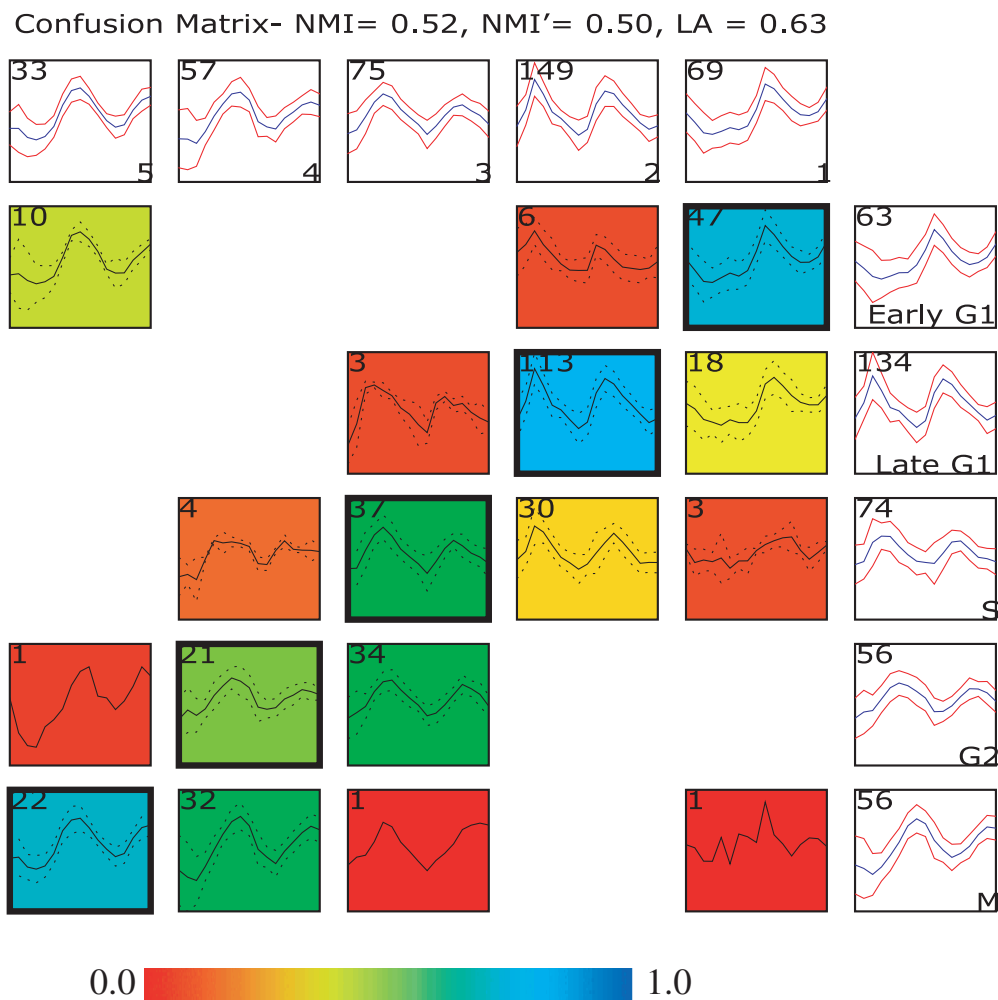 Confusion Matrix- NMI= 0.52, NMI'= 0.50, LA = 0.63
33 57 75 149 69
5 4 3 2 1
10 6 47 63
Early G1
3 113 18 134
Late G1
4 37 30 3 74
S
1 21 34 56
G2
22 32 1 1 56
M
0.0 1.0